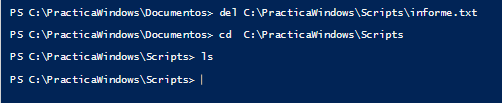 PS C:\PracticaWindows\Documentos> del C:\PracticaWindows\Scripts\informe.txt
PS C:\PracticaWindows\Documentos> cd  C:\PracticaWindows\Scripts
PS C:\PracticaWindows\Scripts> ls
PS C:\PracticaWindows\Scripts>